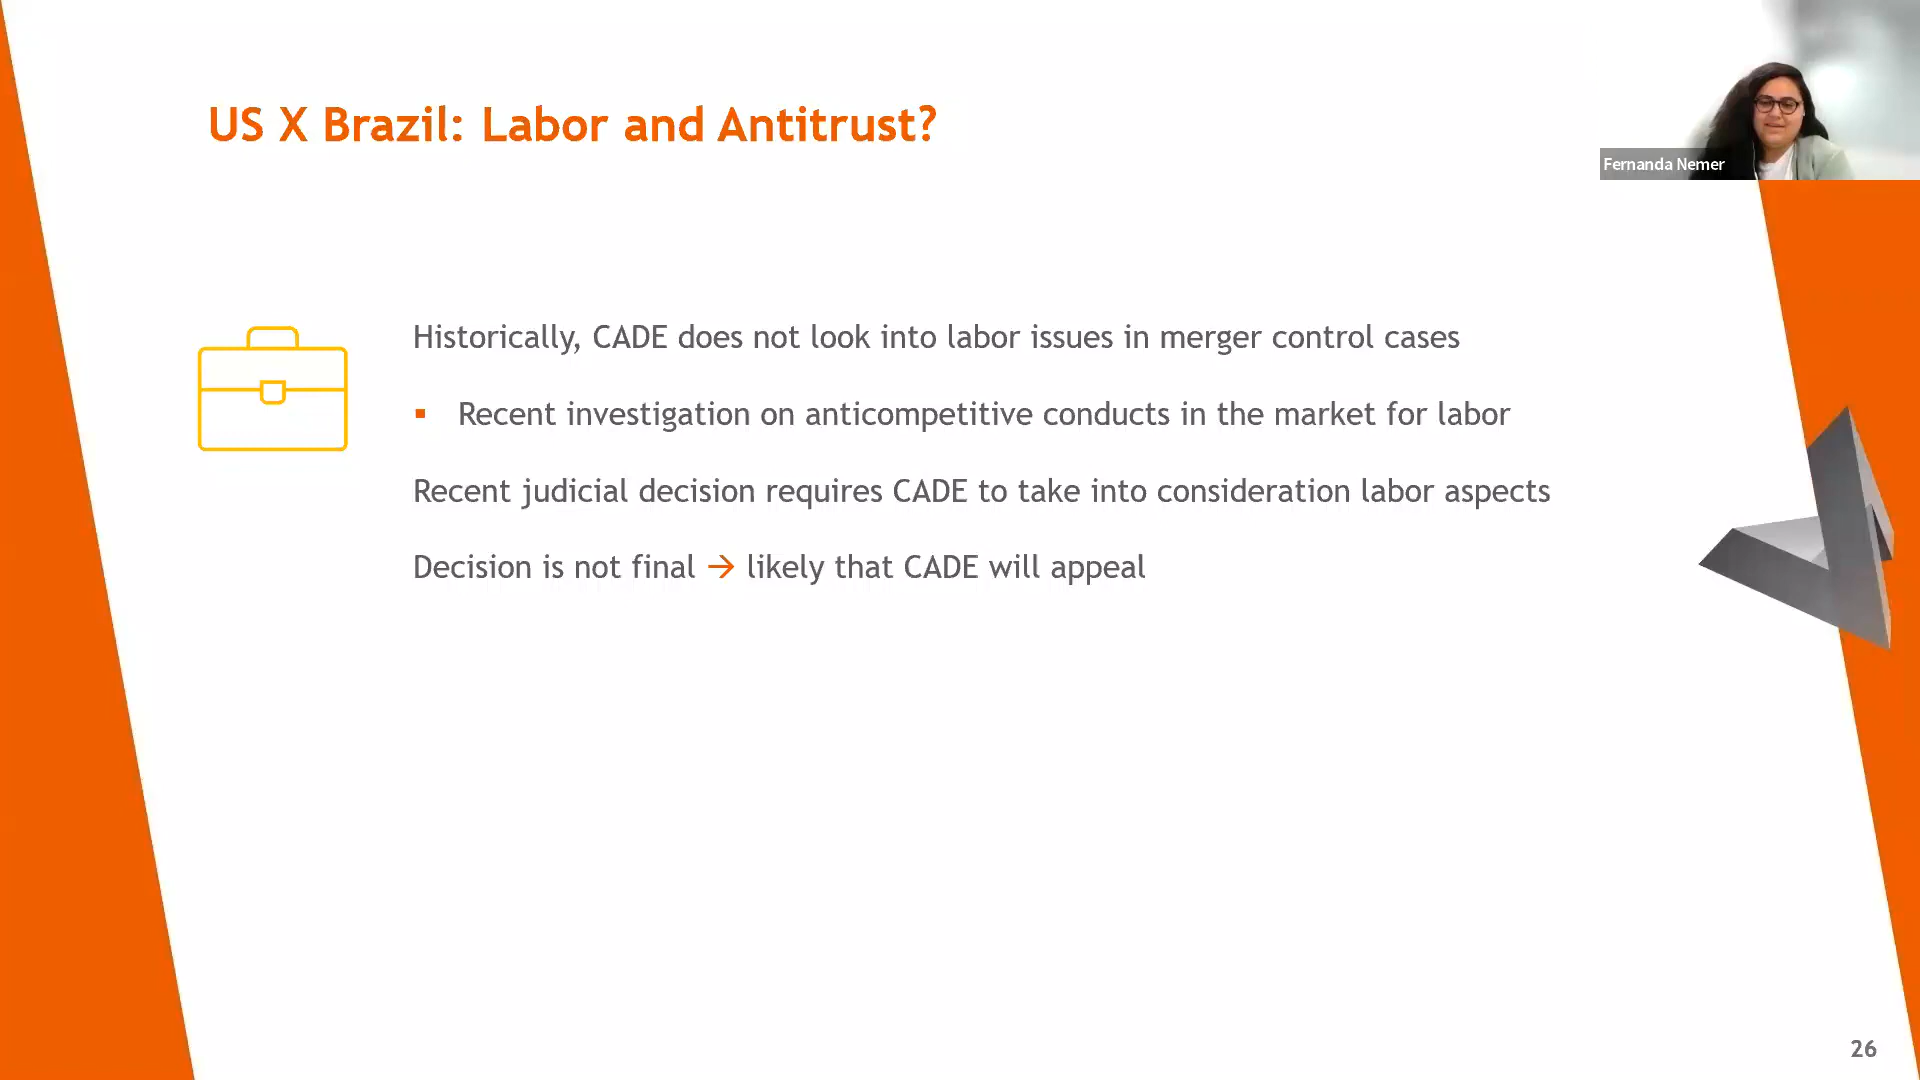 US X Brazil: Labor and Antitrust?
Fernanda Nemer
Historically, CADE does not look into labor issues in merger control cases
▪ Recent investigation on anticompetitive conducts in the market for labor
Recent judicial decision requires CADE to take into consideration labor aspects
Decision is not final → likely that CADE will appeal
26